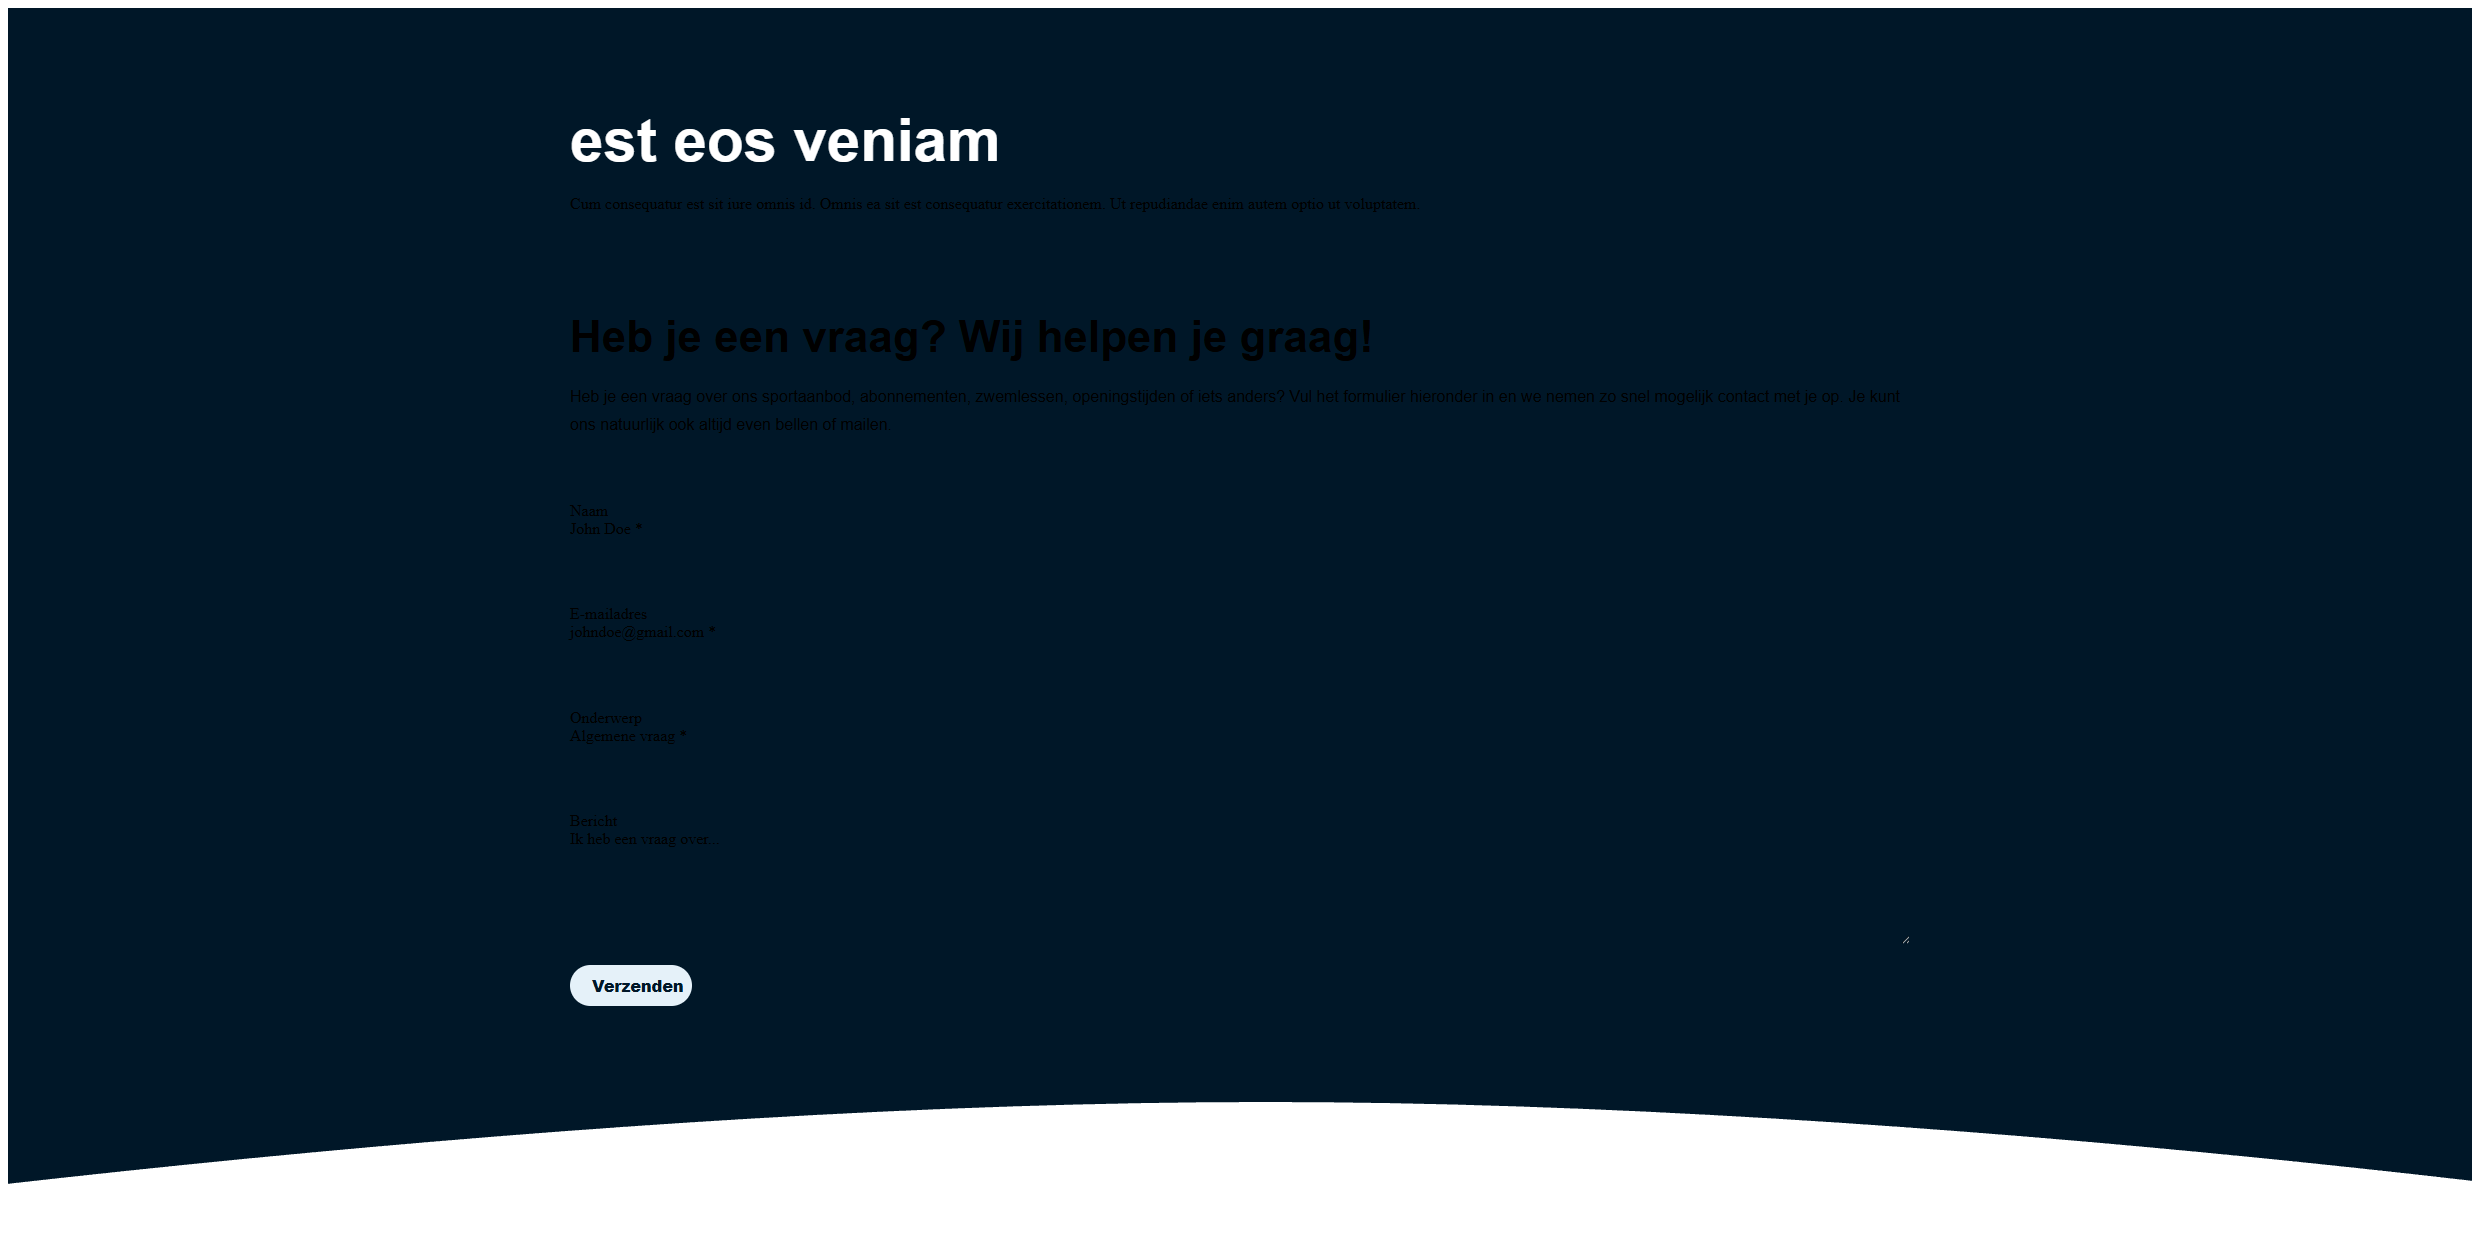 est eos veniam
Cum consequatur est sit iure omnis id. Omnis ea sit est consequatur exercitationem. Ut repudiandae enim autem optio ut voluptatem.
Heb je een vraag? Wij helpen je graag!
Heb je een vraag over ons sportaanbod, abonnementen, zwemlessen, openingstijden of iets anders? Vul het formulier hieronder in en we nemen zo snel mogelijk contact met je op. Je kunt
ons natuurlijk ook altijd even bellen of mailen.
Naam
John Doe *
E-mailadres
johndoe@gmail.com *
Onderwerp
Algemene vraag *
Bericht
Ik heb een vraag over...
Verzenden